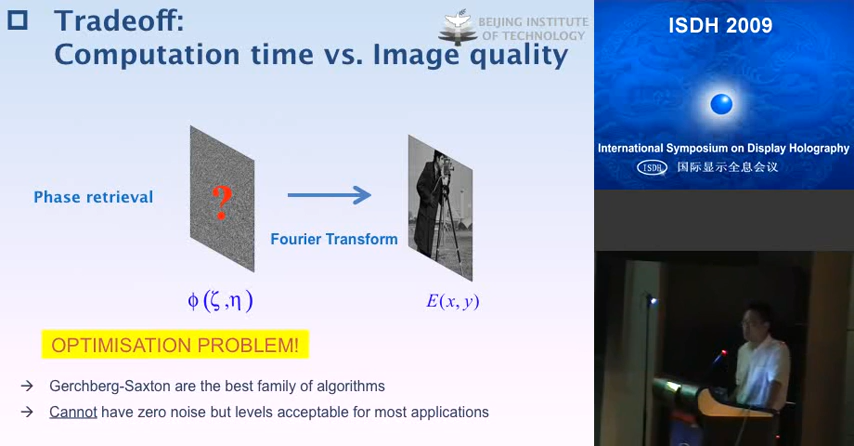 Tradeoff:
Computation time vs. Image quality
BEIJING INSTITUTE
OF TECHNOLOGY
Phase retrieval
?
Fourier Transform
ϕ(ζ,η)
E(x, y)
OPTIMISATION PROBLEM!
→ Gerchberg-Saxton are the best family of algorithms
→ Cannot have zero noise but levels acceptable for most applications
ISDH 2009
International Symposium on Display Holography
ISDH 国际显示全息会议